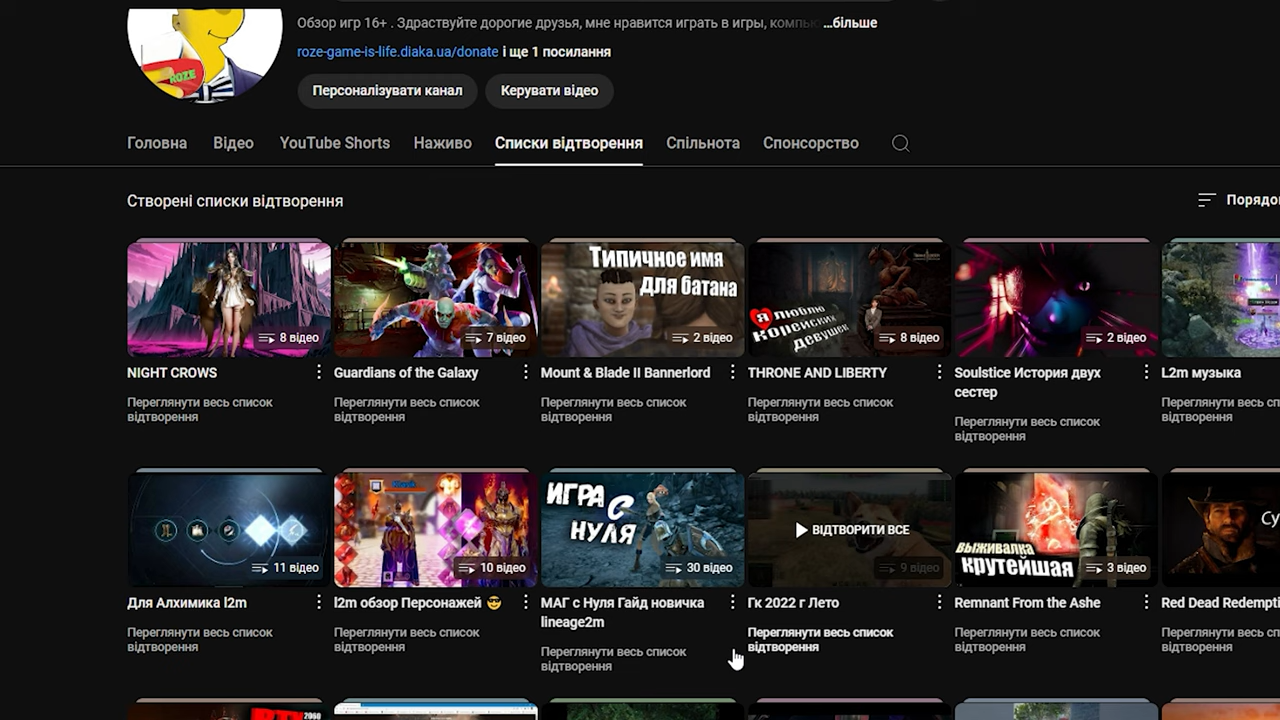 Обзор игр 16+ . Здраствуйте дорогие друзья, мне нравится играть в игры, компью ...більше
roze-game-is-life.diaka.ua/donate і ще 1 посилання
ROZE
Персоналізувати канал
Керувати відео
Головна
Відео
YouTube Shorts
Наживо
Списки відтворення
Спільнота
Спонсорство
Створені списки відтворення
Порядо
8 відео
7 відео
Типичное имя
для батана
2 відео
я люблю
корейских
девушек
8 відео
2 відео
NIGHT CROWS
Guardians of the Galaxy
Mount & Blade II Bannerlord
THRONE AND LIBERTY
Soulstice История двух
сестер
L2m музыка
Переглянути весь список
відтворення
Переглянути весь список
відтворення
Переглянути весь список
відтворення
Переглянути весь список
відтворення
Переглянути весь список
відтворення
Переглянути весь сп
відтворення
11 відео
10 відео
ИГРА С
НУЛЯ
30 відео
ВІДТВОРИТИ ВСЕ
9 відео
выживалка
крутейшая
3 відео
Су
Для Алхимика l2m
l2m обзор Персонажей 😎
МАГ с Нуля Гайд новичка
lineage2m
Гк 2022 г Лето
Remnant From the Ashe
Red Dead Redempti
Переглянути весь список
відтворення
Переглянути весь список
відтворення
Переглянути весь список
відтворення
Переглянути весь список
відтворення
Переглянути весь список
відтворення
Переглянути весь сп
відтворення
RTX 2060